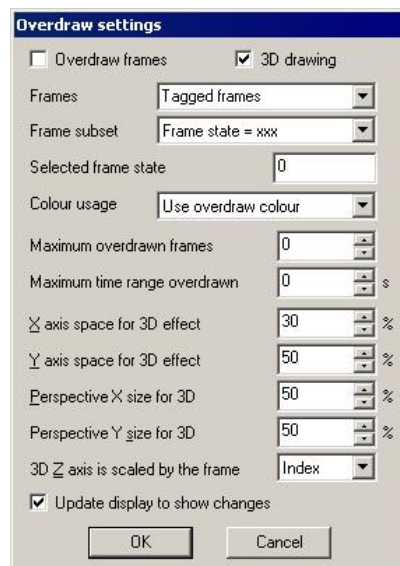 Overdraw settings
Overdraw frames 3D drawing
Frames Tagged frames
Frame subset Frame state = xxx
Selected frame state 0
Colour usage Use overdraw colour
Maximum overdrawn frames 0
Maximum time range overdrawn 0 s
X axis space for 3D effect 30 %
Y axis space for 3D effect 50 %
Perspective X size for 3D 50 %
Perspective Y size for 3D 50 %
3D Z axis is scaled by the frame Index
Update display to show changes
OK Cancel